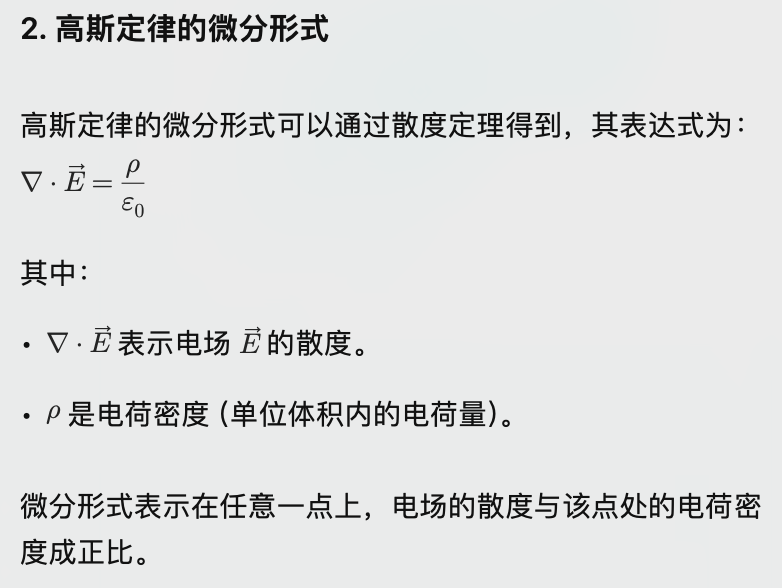 2. 高斯定律的微分形式
高斯定律的微分形式可以通过散度定理得到，其表达式为：
$\nabla \cdot \vec{E} = \frac{\rho}{\varepsilon_0}$
其中：
• $\nabla \cdot \vec{E}$ 表示电场 $\vec{E}$ 的散度。
• $\rho$ 是电荷密度 (单位体积内的电荷量)。
微分形式表示在任意一点上，电场的散度与该点处的电荷密
度成正比。